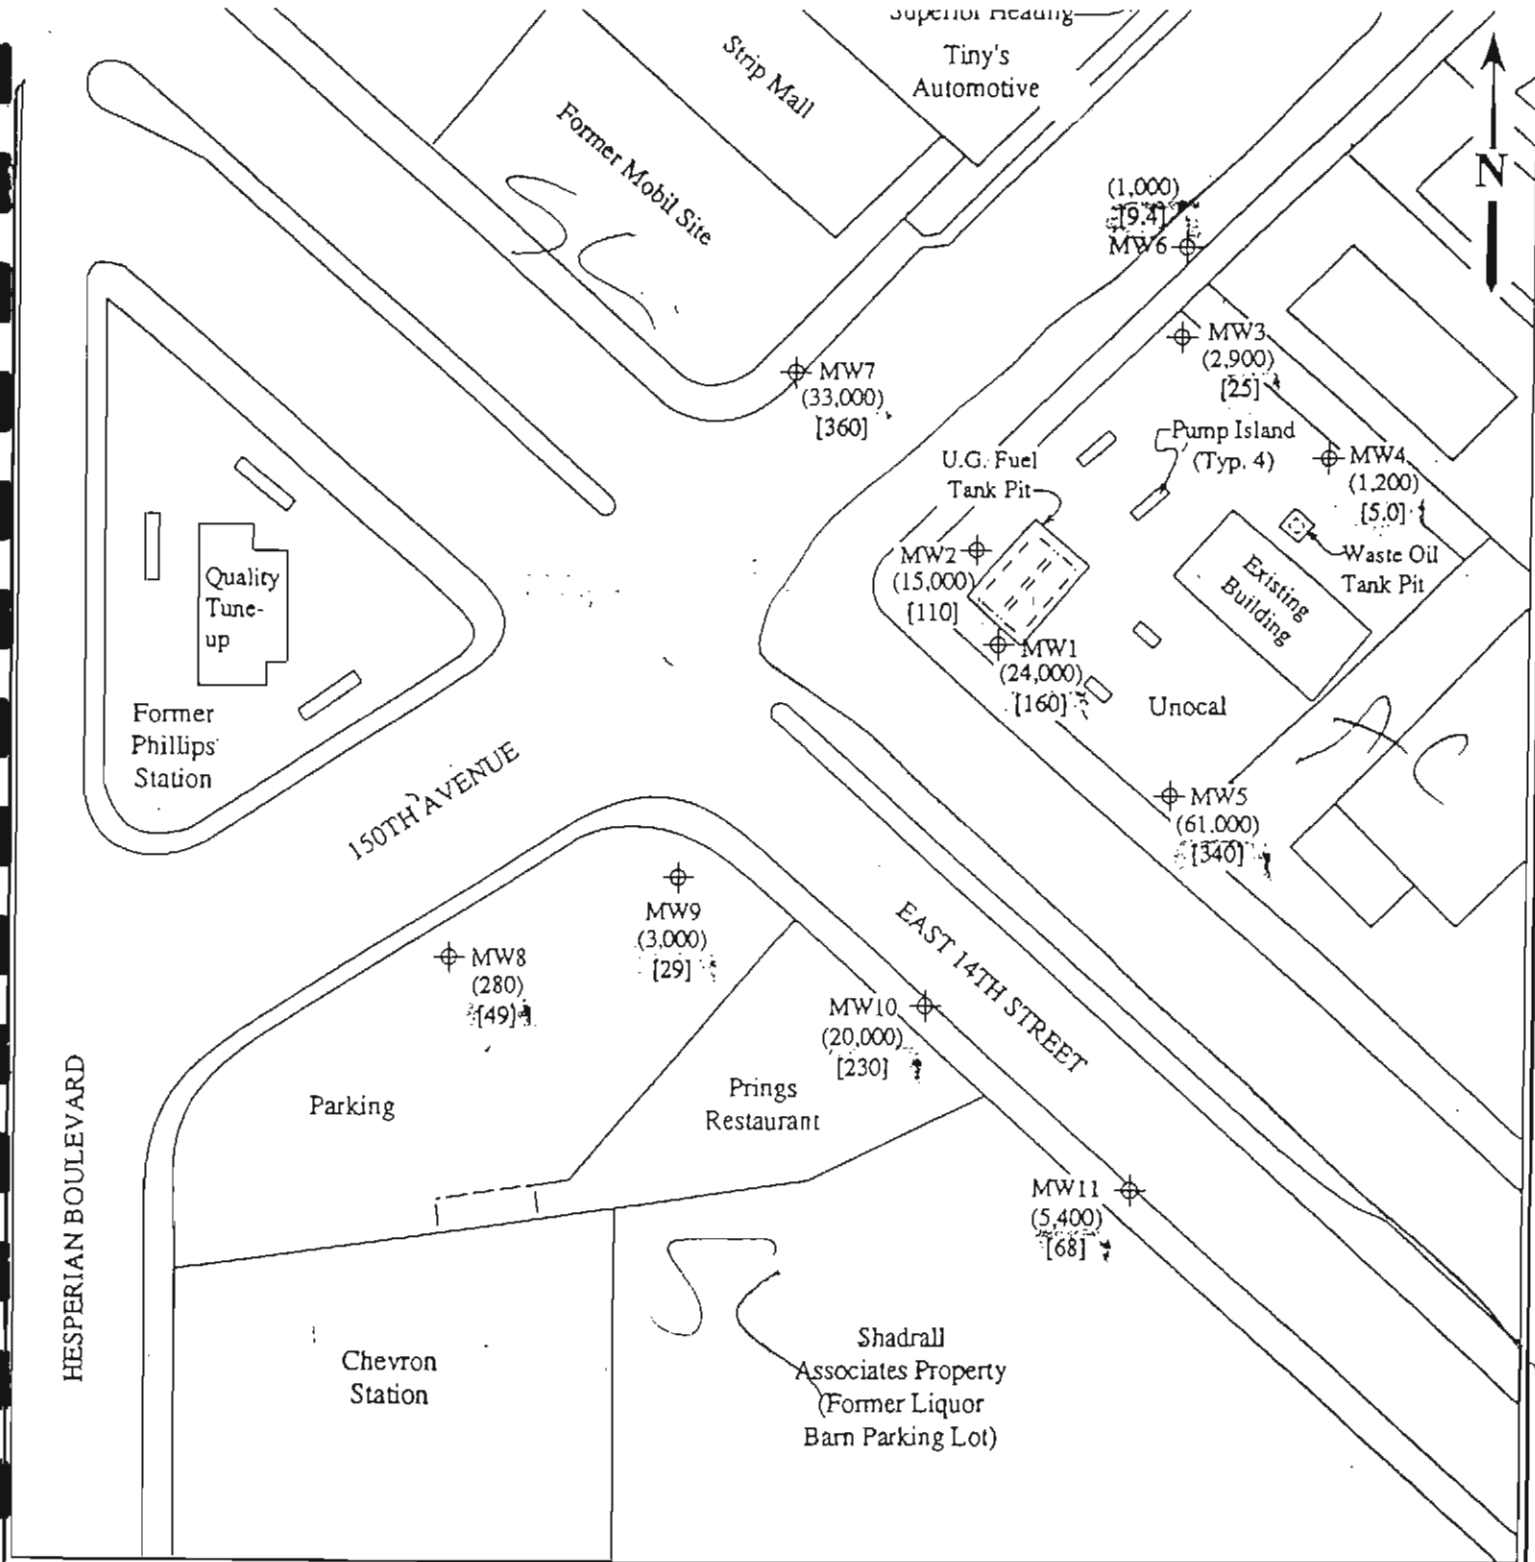 Superior Heating
Tiny's
Automotive
Strip Mall
Former Mobil Site
N
(1,000)
[9.4]
MW6
MW3
(2,900)
[25]
MW7
(33,000)
[360]
Pump Island
(Typ. 4)
U.G. Fuel
Tank Pit
MW4
(1,200)
[5.0]
MW2
(15,000)
[110]
Waste Oil
Tank Pit
Existing
Building
Quality
Tune-
up
MW1
(24,000)
[160]
Unocal
Former
Phillips
Station
150TH AVENUE
MW5
(61.000)
[340]
MW9
(3,000)
[29]
EAST 14TH STREET
MW8
(280)
[49]
MW10
(20,000)
[230]
HESPERIAN BOULEVARD
Parking
Prings
Restaurant
MW11
(5,400)
[68]
Chevron
Station
Shadrall
Associates Property
(Former Liquor
Barn Parking Lot)